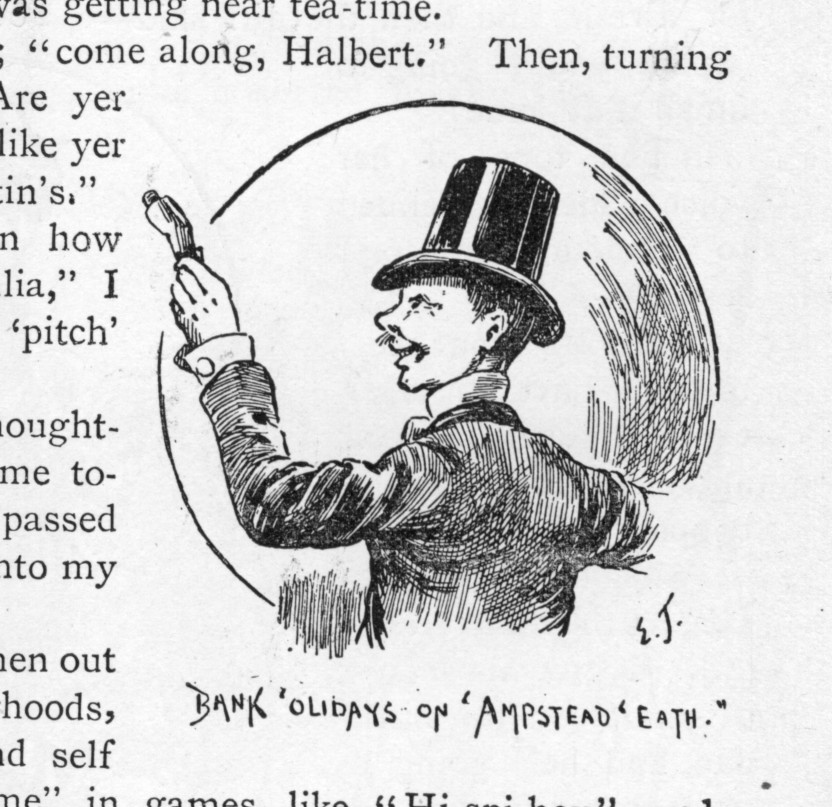 was getting near tea-time.
; “come along, Halbert.” Then, turning
Are yer
like yer
tin’s.”
n how
lia,” I
‘pitch’
hought-
me to-
passed
nto my
hen out
hoods,
nd self
me” in games like “Hi-spi-hey”
E.J.
BANK ‘OLIDAYS ON ‘AMPSTEAD ‘EATH.”